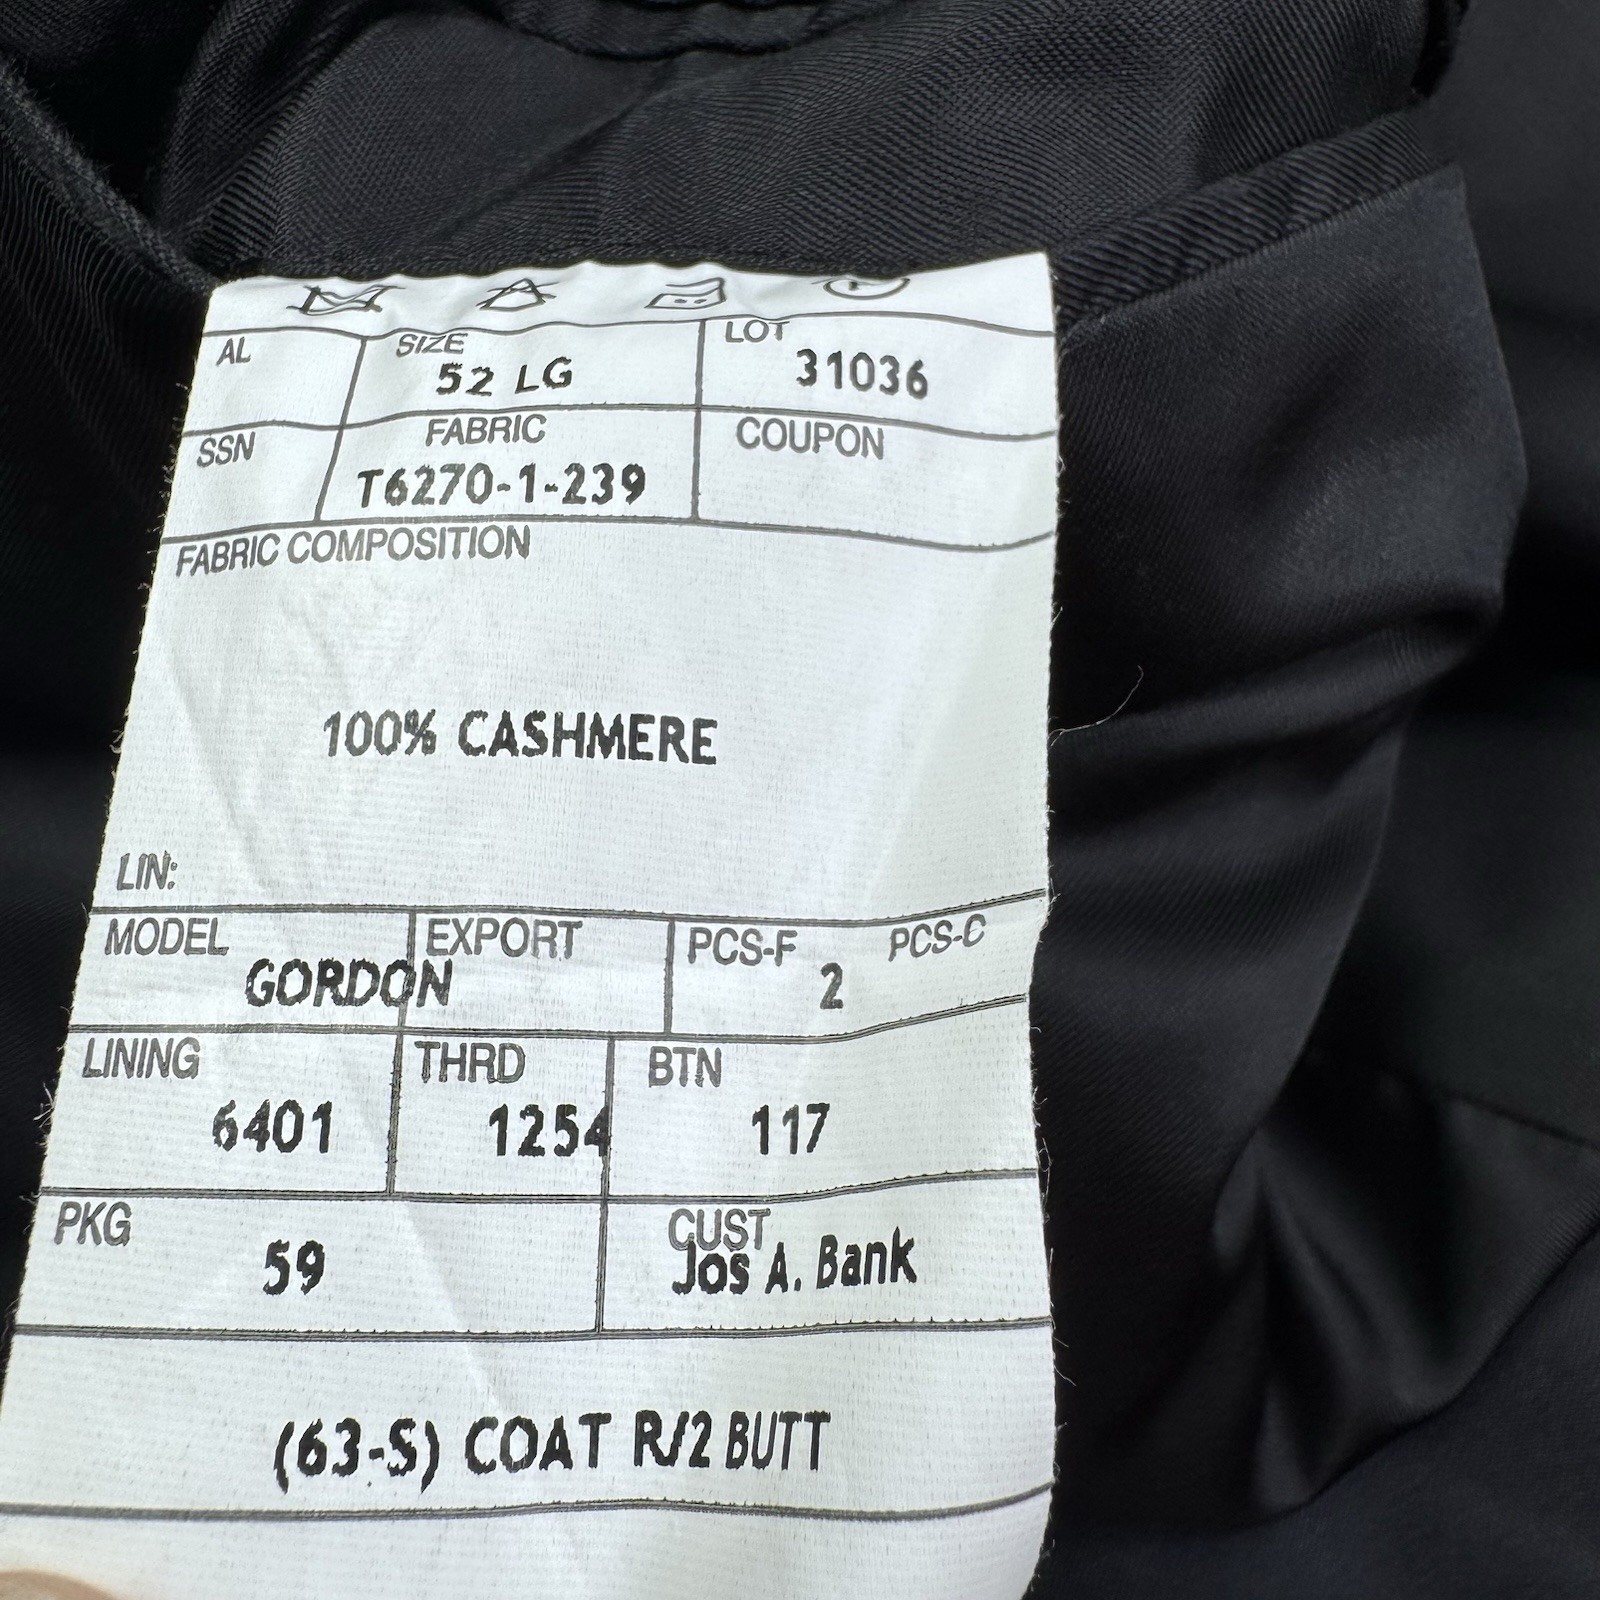 AL SIZE LOT
52 LG 31036
SSN FABRIC COUPON
T6270-1-239
FABRIC COMPOSITION
100% CASHMERE
LIN:
MODEL EXPORT PCS-F PCS-C
GORDON 2
LINING THRD BTN
6401 1254 117
PKG CUST
59 Jos A. Bank
(63-S) COAT R/2 BUTT